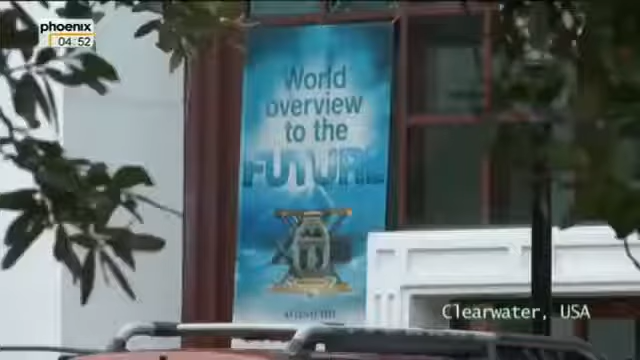 phoenix
04:52
World
overview
to the
FUTURE
Clearwater, USA